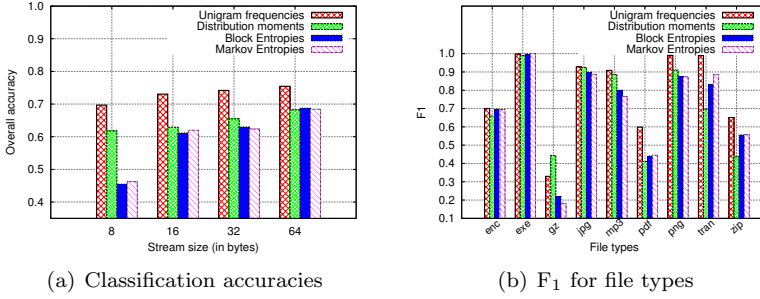 Unigram frequencies
Distribution moments
Block Entropies
Markov Entropies
1.0
0.9
0.8
0.7
0.6
0.5
0.4
Overall accuracy
8 16 32 64
Stream size (in bytes)
(a) Classification accuracies
Unigram frequencies
Distribution moments
Block Entropies
Markov Entropies
1.0
0.9
0.8
0.7
0.6
0.5
0.4
0.3
0.2
0.1
F1
enc exe gz jpg mp3 pdf png tran zip
File types
(b) F₁ for file types